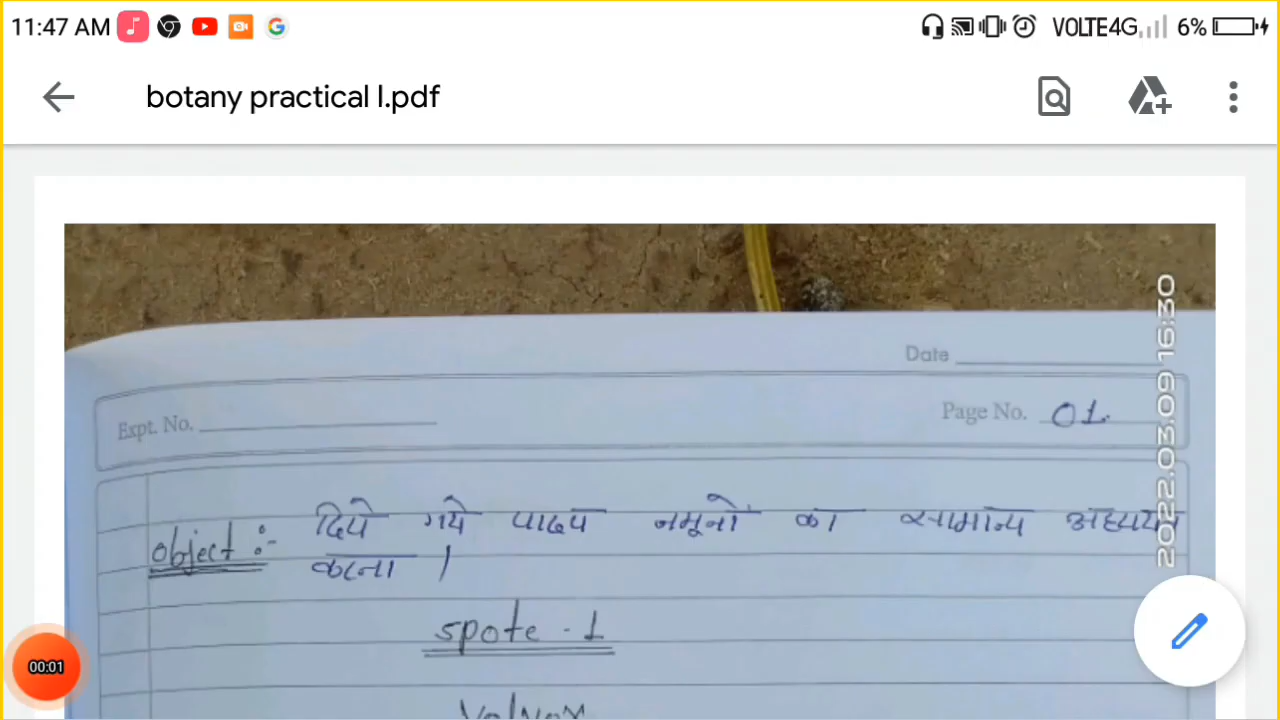 11:47 AM VOLTE4G 6%
botany practical I.pdf
Date
Expt. No. Page No. 01.
2022.03.09 16:30
Object :- दिये गये पादप नमूनो का सामान्य अध्ययन
करना ।
00:01
Spote - 1
Volvox